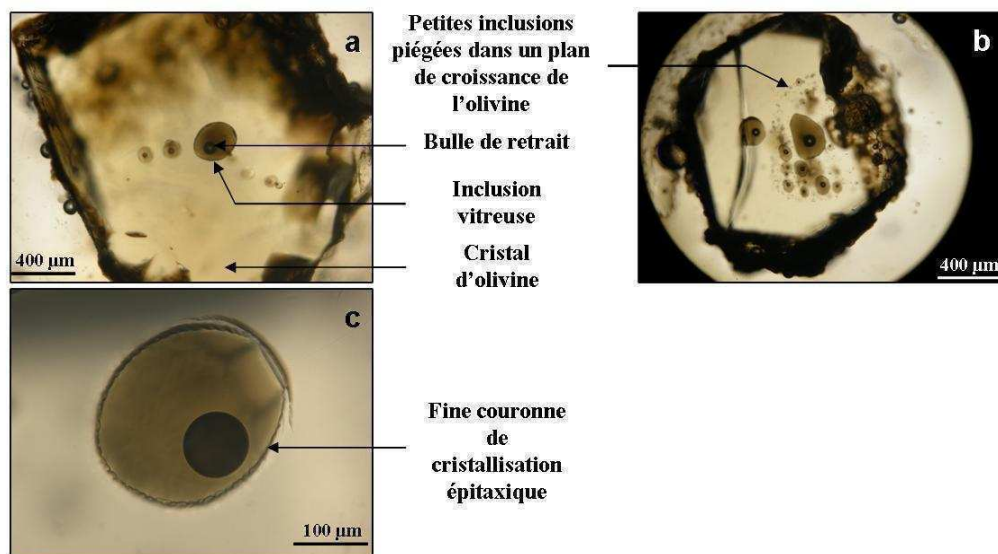 a
400 µm
Petites inclusions
piégées dans un plan
de croissance de
l'olivine
Bulle de retrait
Inclusion
vitreuse
Cristal
d'olivine
b
400 µm
c
100 µm
Fine couronne
de
cristallisation
épitaxique